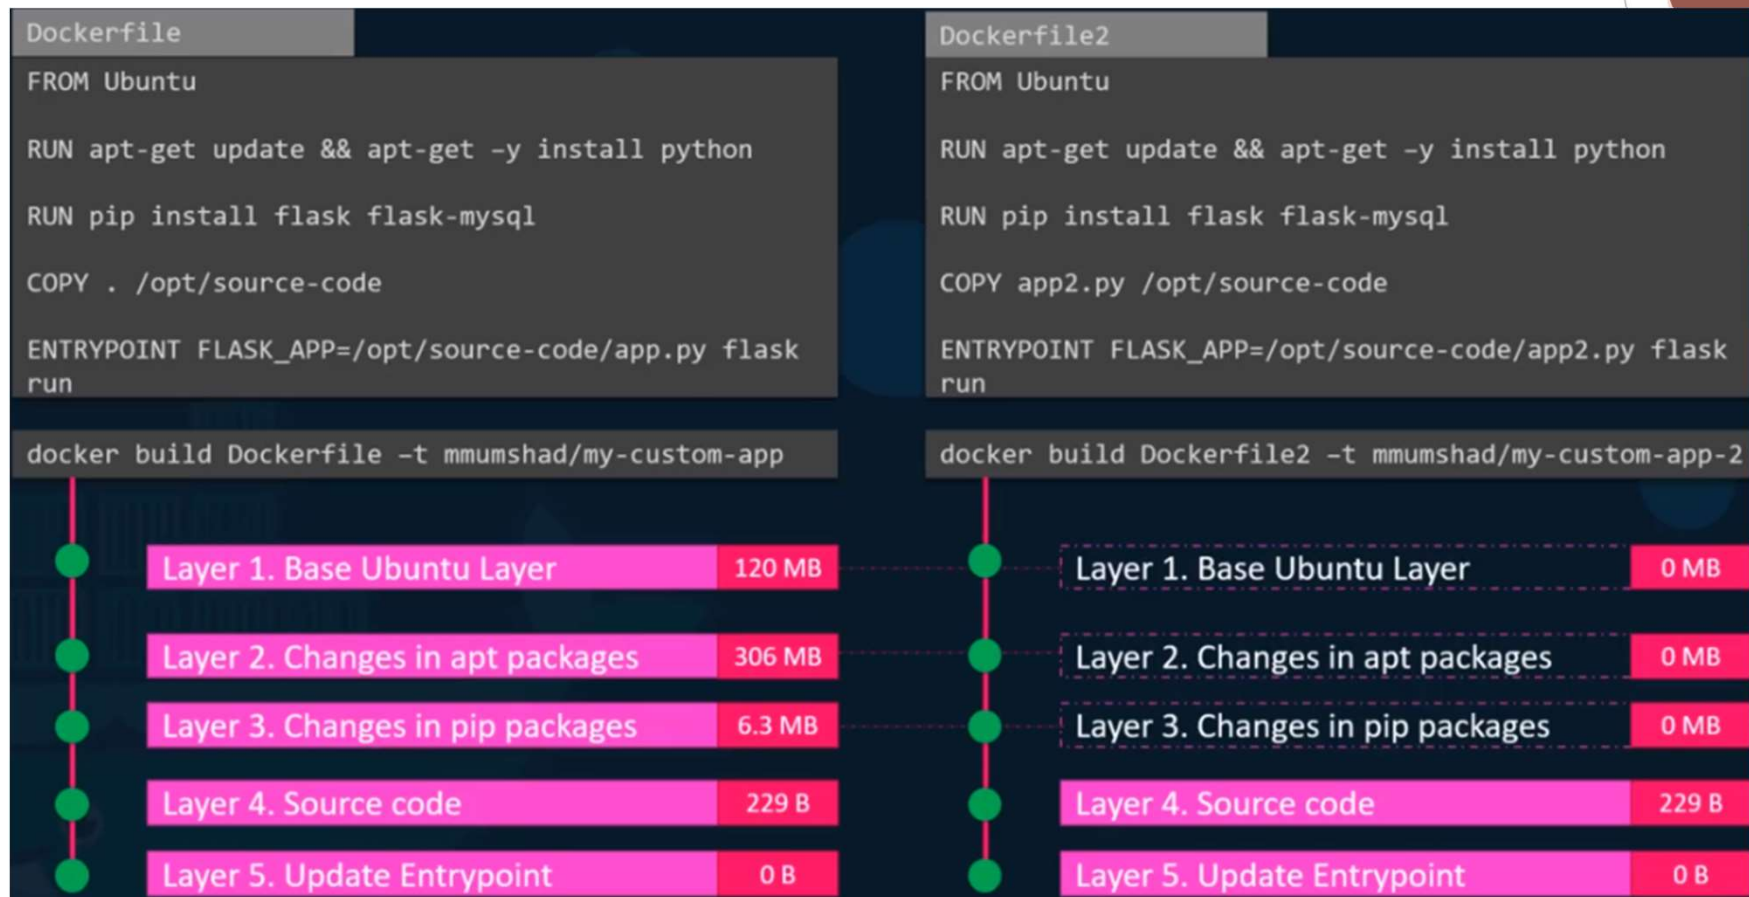 Dockerfile
FROM Ubuntu
RUN apt-get update && apt-get –y install python
RUN pip install flask flask-mysql
COPY . /opt/source-code
ENTRYPOINT FLASK_APP=/opt/source-code/app.py flask
run
docker build Dockerfile –t mmumshad/my-custom-app
Layer 1. Base Ubuntu Layer 120 MB
Layer 2. Changes in apt packages 306 MB
Layer 3. Changes in pip packages 6.3 MB
Layer 4. Source code 229 B
Layer 5. Update Entrypoint 0 B
Dockerfile2
FROM Ubuntu
RUN apt-get update && apt-get –y install python
RUN pip install flask flask-mysql
COPY app2.py /opt/source-code
ENTRYPOINT FLASK_APP=/opt/source-code/app2.py flask
run
docker build Dockerfile2 –t mmumshad/my-custom-app-2
Layer 1. Base Ubuntu Layer 0 MB
Layer 2. Changes in apt packages 0 MB
Layer 3. Changes in pip packages 0 MB
Layer 4. Source code 229 B
Layer 5. Update Entrypoint 0 B